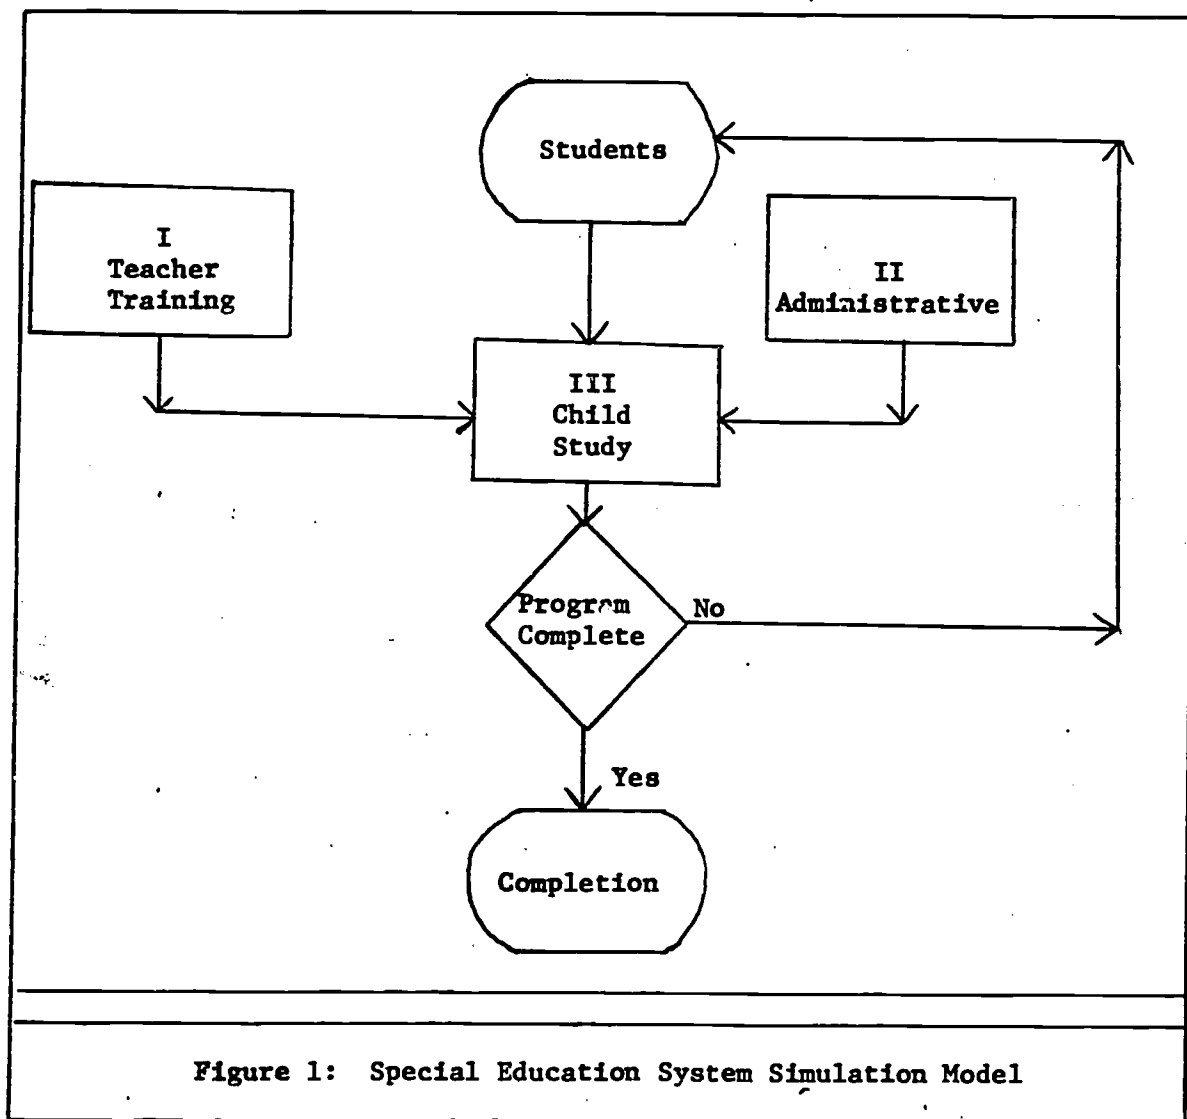 Students
I
Teacher
Training
II
Administrative
III
Child
Study
Program
Complete
No
Yes
Completion
Figure 1: Special Education System Simulation Model